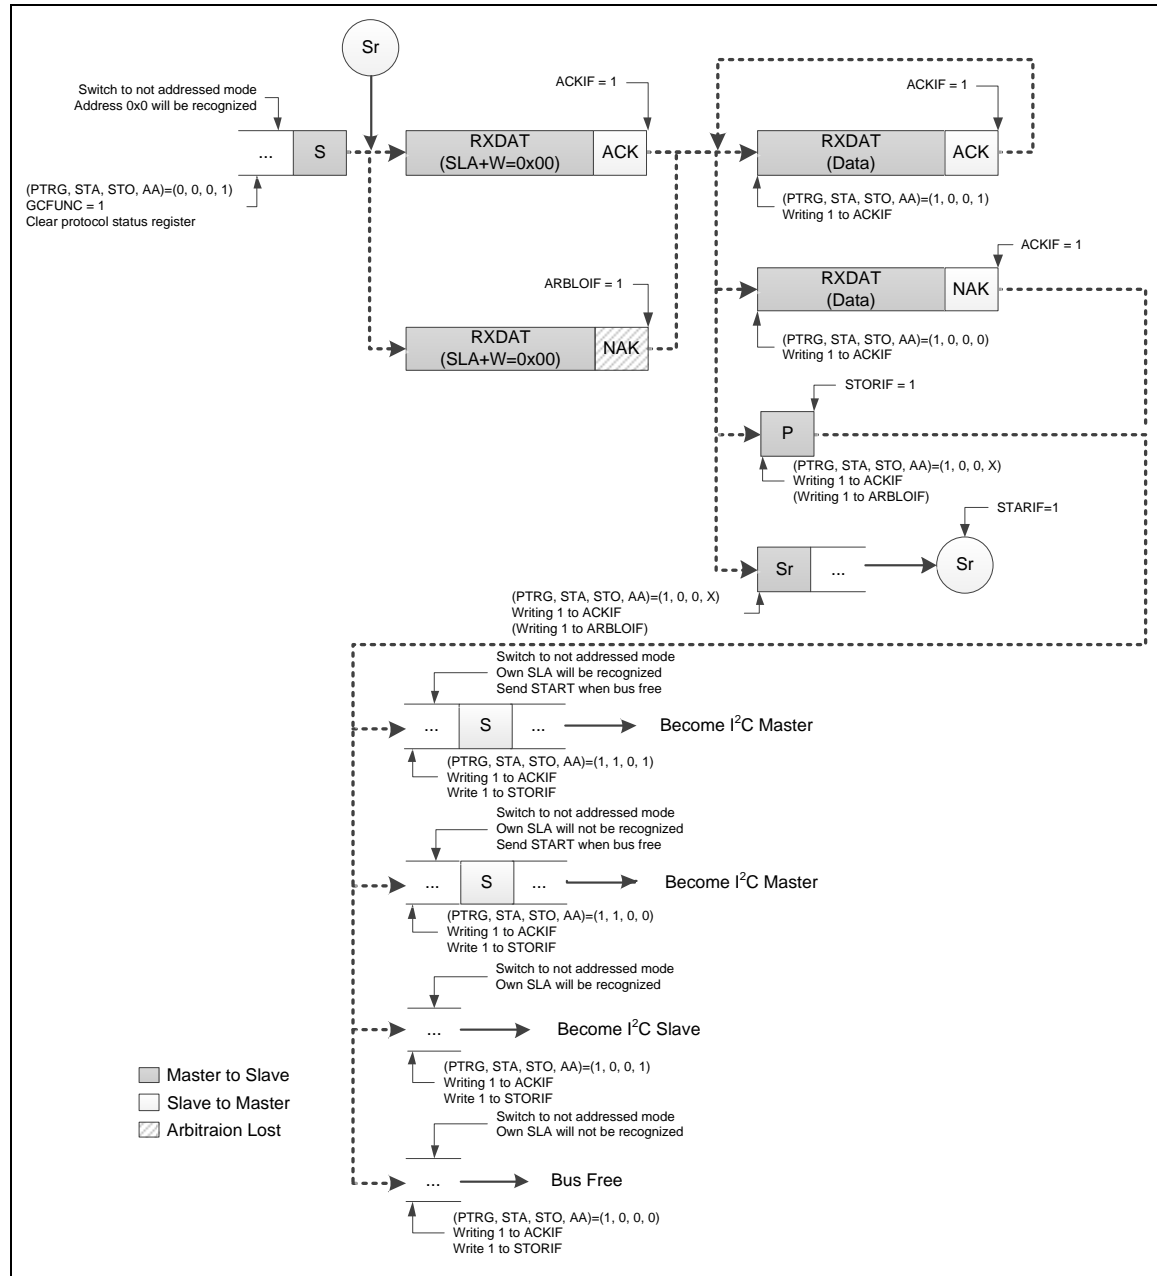 Sr
Switch to not addressed mode
Address 0x0 will be recognized
ACKIF = 1
ACKIF = 1
...
S
RXDAT
(SLA+W=0x00)
ACK
RXDAT
(Data)
ACK
(PTRG, STA, STO, AA)=(0, 0, 0, 1)
GCFUNC = 1
Clear protocol status register
(PTRG, STA, STO, AA)=(1, 0, 0, 1)
Writing 1 to ACKIF
ACKIF = 1
ARBLOIF = 1
RXDAT
(Data)
NAK
RXDAT
(SLA+W=0x00)
NAK
(PTRG, STA, STO, AA)=(1, 0, 0, 0)
Writing 1 to ACKIF
STORIF = 1
P
(PTRG, STA, STO, AA)=(1, 0, 0, X)
Writing 1 to ACKIF
(Writing 1 to ARBLOIF)
STARIF=1
Sr
...
Sr
(PTRG, STA, STO, AA)=(1, 0, 0, X)
Writing 1 to ACKIF
(Writing 1 to ARBLOIF)
Switch to not addressed mode
Own SLA will be recognized
Send START when bus free
...
S
...
Become I²C Master
(PTRG, STA, STO, AA)=(1, 1, 0, 1)
Writing 1 to ACKIF
Write 1 to STORIF
Switch to not addressed mode
Own SLA will not be recognized
Send START when bus free
...
S
...
Become I²C Master
(PTRG, STA, STO, AA)=(1, 1, 0, 0)
Writing 1 to ACKIF
Write 1 to STORIF
Switch to not addressed mode
Own SLA will be recognized
...
Become I²C Slave
(PTRG, STA, STO, AA)=(1, 0, 0, 1)
Writing 1 to ACKIF
Write 1 to STORIF
Master to Slave
Slave to Master
Arbitraion Lost
Switch to not addressed mode
Own SLA will not be recognized
...
Bus Free
(PTRG, STA, STO, AA)=(1, 0, 0, 0)
Writing 1 to ACKIF
Write 1 to STORIF